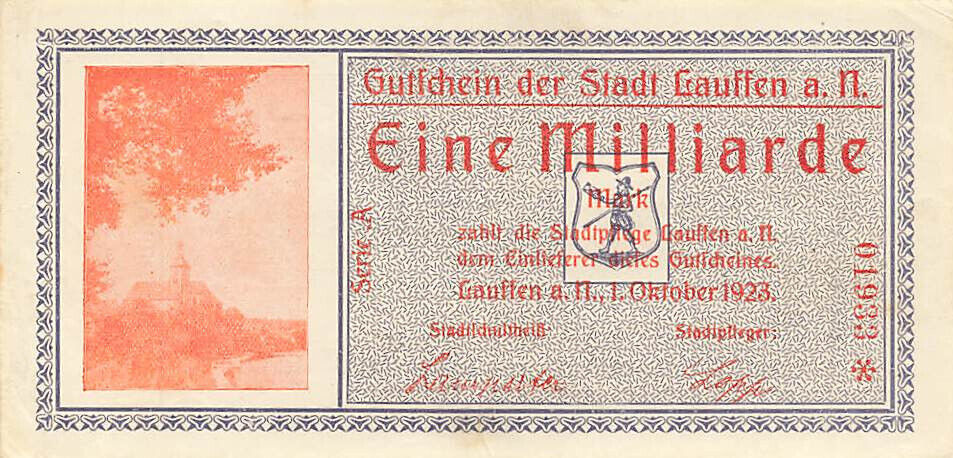 Gutschein der Stadt Lauffen a. N.
Eine Milliarde
Mark
zahlt die Stadtpflege Lauffen a. N.
dem Einlieferer dieses Gutscheines.
Lauffen a. N., 1. Oktober 1923.
Stadtschultheiß: Stadtpfleger:
Serie A
01933 *